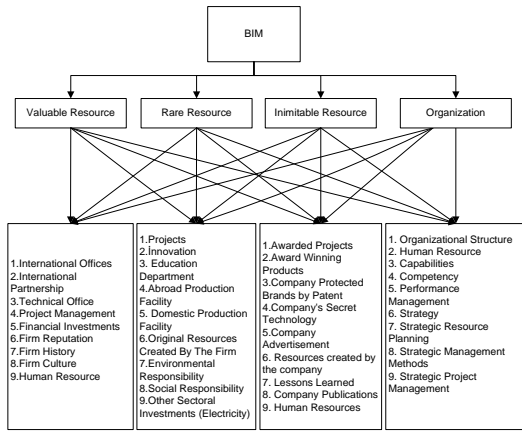 BIM
Valuable Resource
Rare Resource
Inimitable Resource
Organization
1.International Offices
2.International
Partnership
3.Technical Office
4.Project Management
5.Financial Investments
6.Firm Reputation
7.Firm History
8.Firm Culture
9.Human Resource
1.Projects
2.İnnovation
3. Education
Department
4.Abroad Production
Facility
5. Domestic Production
Facility
6.Original Resources
Created By The Firm
7.Environmental
Responsibility
8.Social Responsibility
9.Other Sectoral
Investments (Electricity)
1.Awarded Projects
2.Award Winning
Products
3.Company Protected
Brands by Patent
4.Company's Secret
Technology
5.Company
Advertisement
6. Resources created by
the company
7. Lessons Learned
8. Company Publications
9. Human Resources
1. Organizational Structure
2. Human Resource
3. Capabilities
4. Competency
5. Performance
Management
6. Strategy
7. Strategic Resource
Planning
8. Strategic Management
Methods
9. Strategic Project
Management